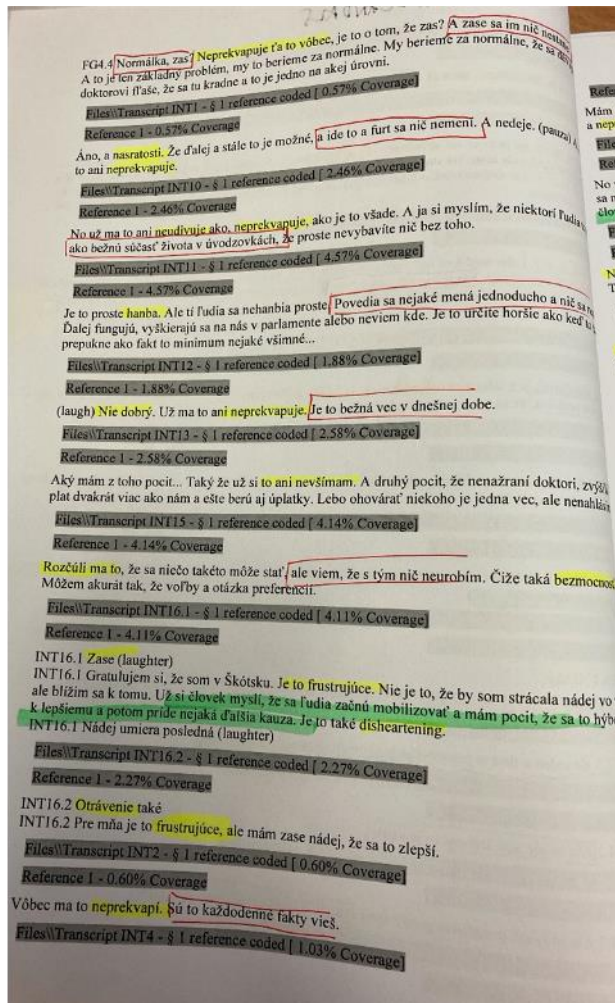 FG4.4 Normálka, zas? Neprekvapuje ťa to vôbec, je to o tom, že zas? A zase sa im nič nestane
A to je ten základný problém, my to berieme za normálne. My berieme za normálne, že sa
doktorovi fľaše, že sa tu kradne a to je jedno na akej úrovni.
Files\\Transcript INT1 - § 1 reference coded [ 0.57% Coverage]
Reference 1 - 0.57% Coverage
Áno, a nasratosti. Že ďalej a stále to je možné, a ide to a furt sa nič nemení. A nedeje. (pauza)
to ani neprekvapuje.
Files\\Transcript INT10 - § 1 reference coded [ 2.46% Coverage]
Reference 1 - 2.46% Coverage
No už ma to ani neudivuje ako, neprekvapuje, ako je to všade. A ja si myslím, že niektorí ľudia
ako bežnú súčasť života v úvodzovkách, že proste nevybavíte nič bez toho.
Files\\Transcript INT11 - § 1 reference coded [ 4.57% Coverage]
Reference 1 - 4.57% Coverage
Je to proste hanba. Ale tí ľudia sa nehanbia proste. Povedia sa nejaké mená jednoducho a nič sa
Ďalej fungujú, vyškierajú sa na nás v parlamente alebo neviem kde. Je to určite horšie ako keď
prepukne ako fakt to minimum nejaké všimné...
Files\\Transcript INT12 - § 1 reference coded [ 1.88% Coverage]
Reference 1 - 1.88% Coverage
(laugh) Nie dobrý. Už ma to ani neprekvapuje. Je to bežná vec v dnešnej dobe.
Files\\Transcript INT13 - § 1 reference coded [ 2.58% Coverage]
Reference 1 - 2.58% Coverage
Aký mám z toho pocit... Taký že už si to ani nevšímam. A druhý pocit, že nenažraní doktori,
plat dvakrát viac ako nám a ešte berú aj úplatky. Lebo ohovárať niekoho je jedna vec, ale
Files\\Transcript INT15 - § 1 reference coded [ 4.14% Coverage]
Reference 1 - 4.14% Coverage
Rozčúli ma to, že sa niečo takéto môže stať, ale viem, že s tým nič neurobím. Čiže taká bezmocnosť
Môžem akurát tak, že voľby a otázka preferencií.
Files\\Transcript INT16.1 - § 1 reference coded [ 4.11% Coverage]
Reference 1 - 4.11% Coverage
INT16.1 Zase (laughter)
INT16.1 Gratulujem si, že som v Škótsku. Je to frustrujúce. Nie je to, že by som strácala nádej vo
ale blížim sa k tomu. Už si človek myslí, že sa ľudia začnú mobilizovať a mám pocit, že sa to hýbe
k lepšiemu a potom príde nejaká ďalšia kauza. Je to také disheartening.
INT16.1 Nádej umiera posledná (laughter)
Files\\Transcript INT16.2 - § 1 reference coded [ 2.27% Coverage]
Reference 1 - 2.27% Coverage
INT16.2 Otrávenie také
INT16.2 Pre mňa je to frustrujúce, ale mám zase nádej, že sa to zlepší.
Files\\Transcript INT2 - § 1 reference coded [ 0.60% Coverage]
Reference 1 - 0.60% Coverage
Vôbec ma to neprekvapí. Sú to každodenné fakty vieš.
Files\\Transcript INT4 - § 1 reference coded [ 1.03% Coverage]
Mám